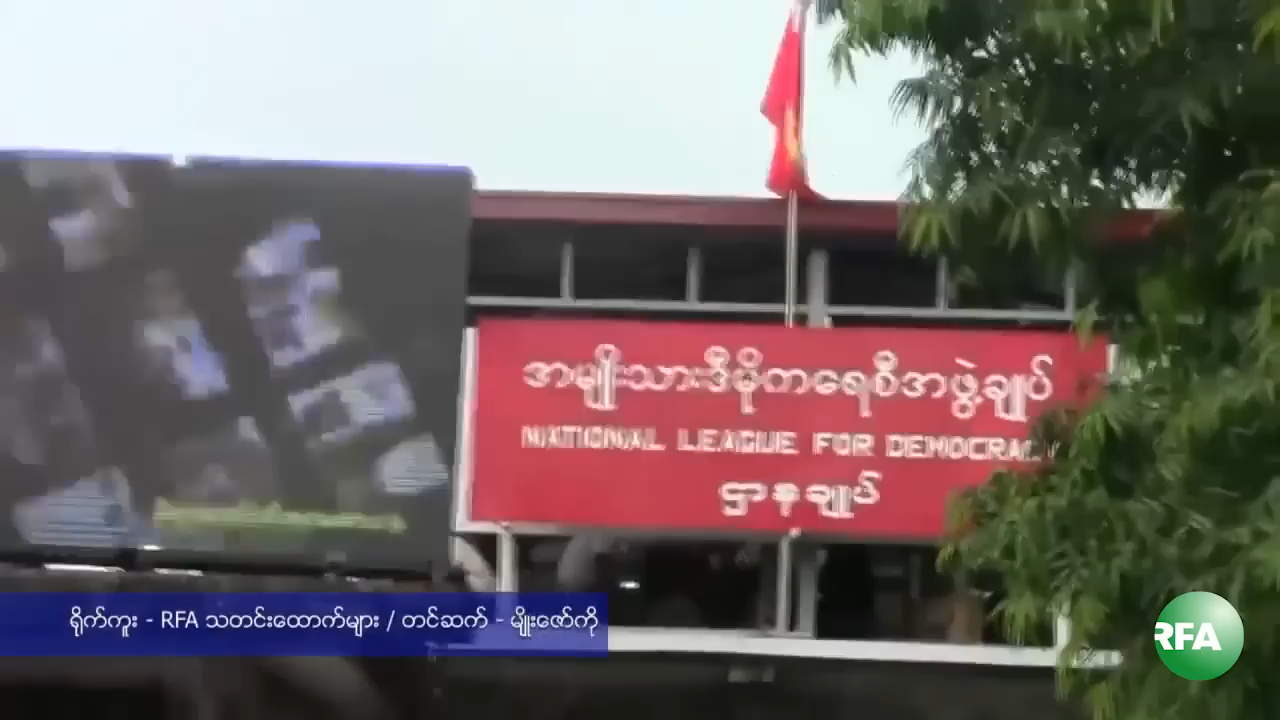 အမျိုးသားဒီမိုကရေစီအဖွဲ့ချုပ်
NATIONAL LEAGUE FOR DEMOCRACY
ဌာနချုပ်
ရိုက်ကူး - RFA သတင်းထောက်များ / တင်ဆက် - မျိုးဇော်ကို
RFA